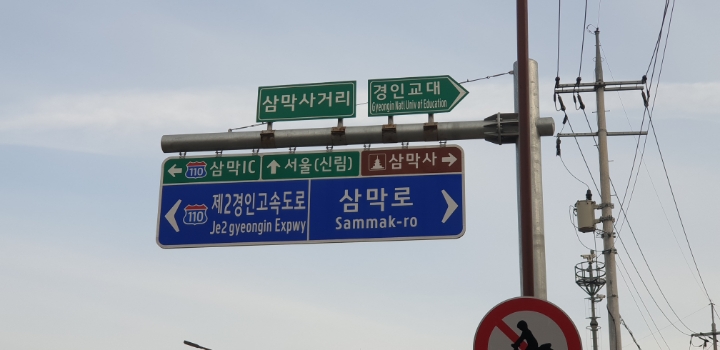 삼막사거리
경인교대
Gyeongin Nat'l Univ of Education
110 삼막IC
서울(신림)
삼막사
110 제2경인고속도로
Je2gyeongin Expwy
삼막로
Sammak-ro